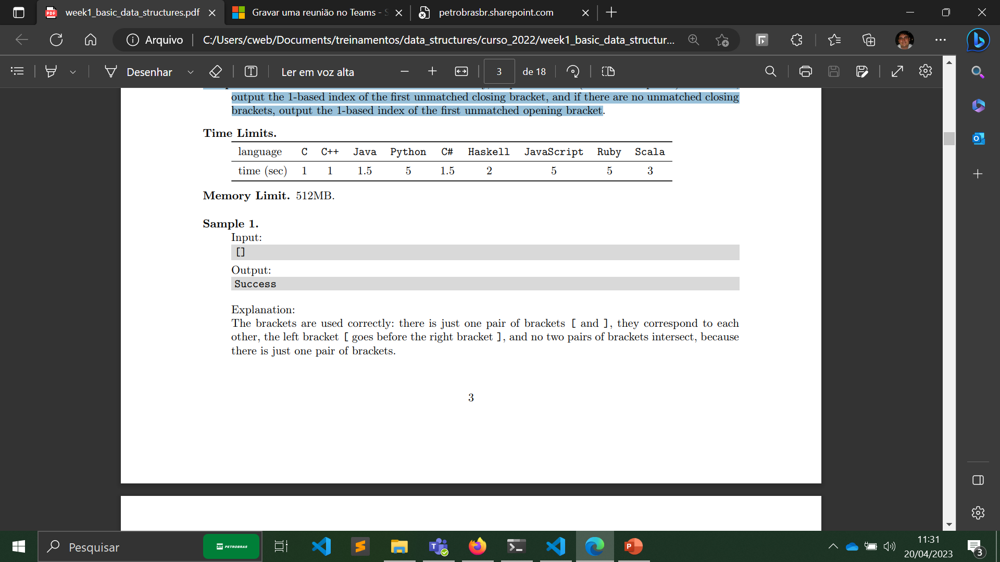 week1_basic_data_structures.pdf
Gravar uma reunião no Teams -
petrobrasbr.sharepoint.com
Arquivo
C:/Users/cweb/Documents/treinamentos/data_structures/curso_2022/week1_basic_data_structur...
Desenhar
Ler em voz alta
3
de 18
output the 1-based index of the first unmatched closing bracket, and if there are no unmatched closing
brackets, output the 1-based index of the first unmatched opening bracket.
Time Limits.
language C C++ Java Python C# Haskell JavaScript Ruby Scala
time (sec) 1 1 1.5 5 1.5 2 5 5 3
Memory Limit. 512MB.
Sample 1.
Input:
[]
Output:
Success
Explanation:
The brackets are used correctly: there is just one pair of brackets [ and ], they correspond to each
other, the left bracket [ goes before the right bracket ], and no two pairs of brackets intersect, because
there is just one pair of brackets.
3
Pesquisar
BR PETROBRAS
11:31
20/04/2023
3